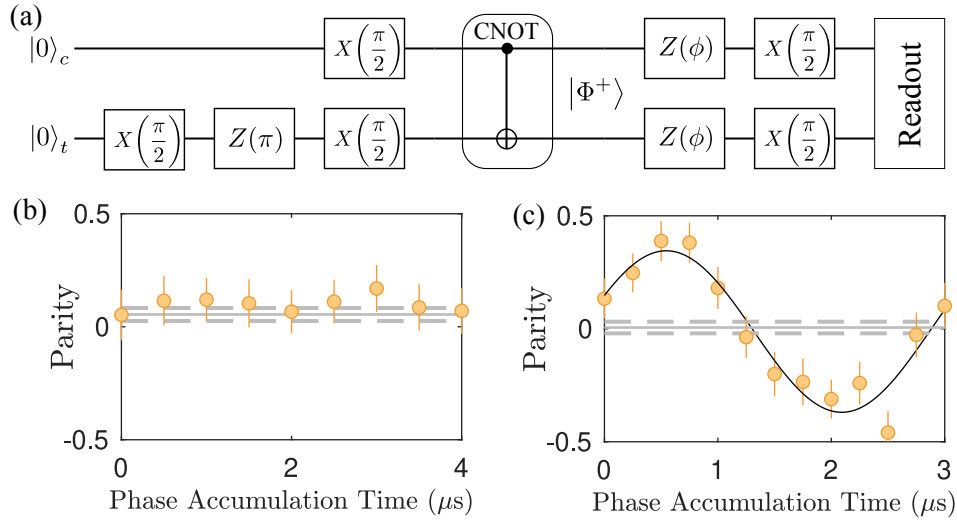 (a)
|0⟩c X(π/2) CNOT Z(ϕ) X(π/2)
|Φ⁺⟩
|0⟩t X(π/2) Z(π) X(π/2) Z(ϕ) X(π/2)
Readout
(b)
0.5
0
-0.5
Parity
0 2 4
Phase Accumulation Time (μs)
(c)
0.5
0
-0.5
Parity
0 1 2 3
Phase Accumulation Time (μs)